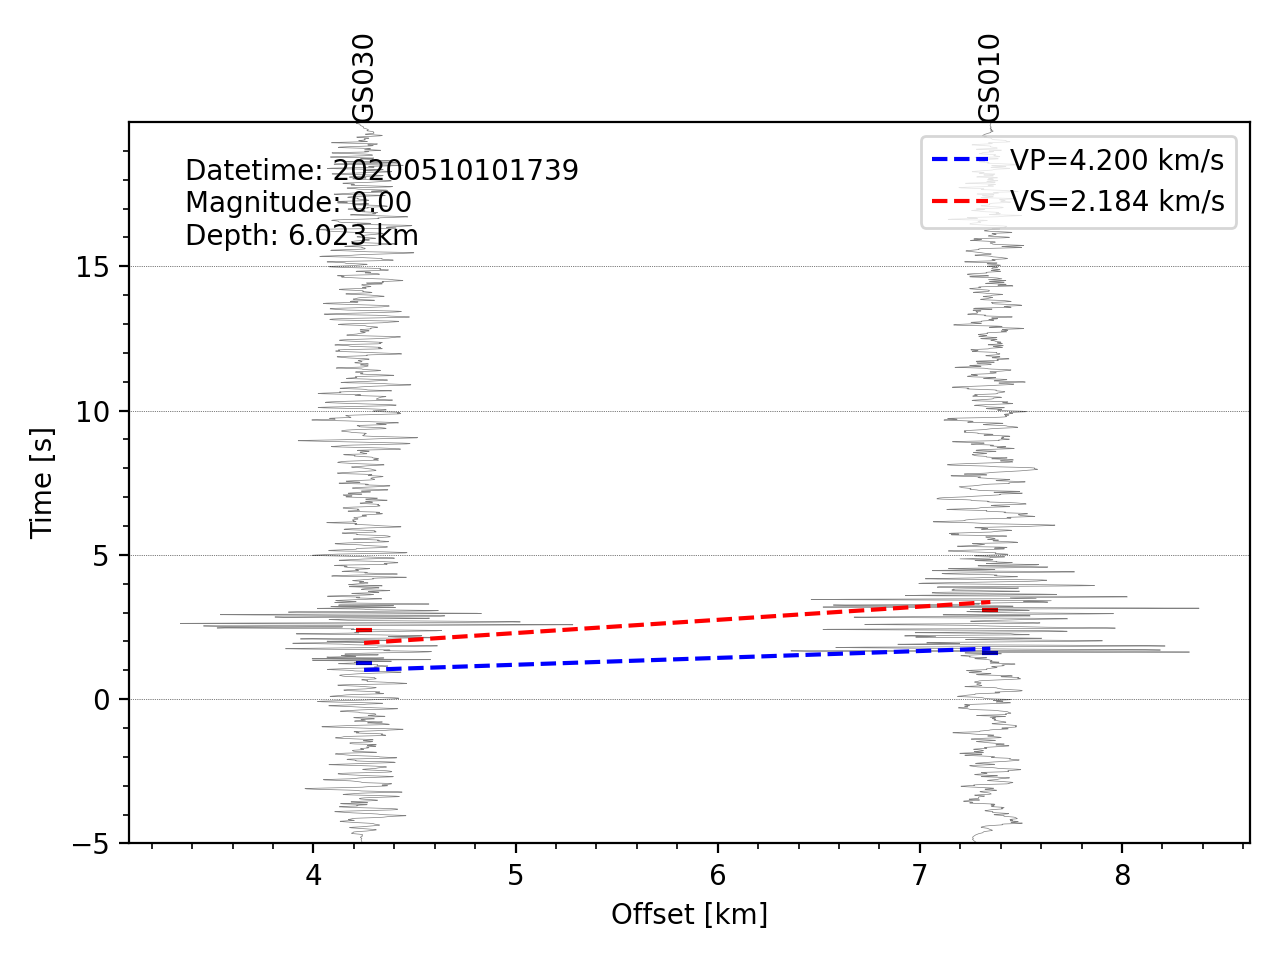 GS030
GS010
Datetime: 20200510101739
Magnitude: 0.00
Depth: 6.023 km
VP=4.200 km/s
VS=2.184 km/s
15
10
5
0
−5
Time [s]
4 5 6 7 8
Offset [km]